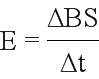 E = ΔBS / Δt